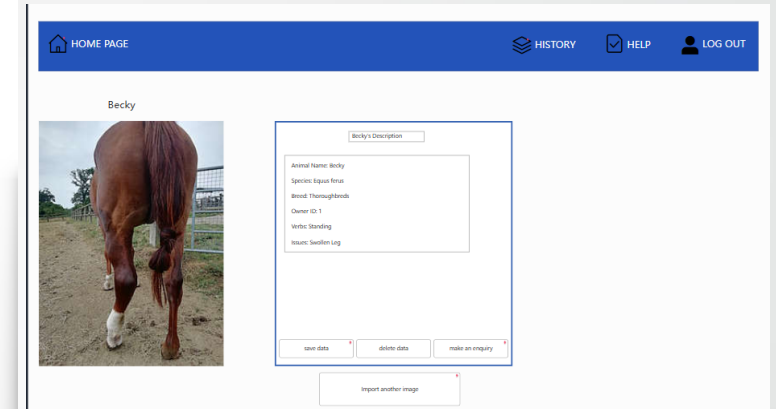 HOME PAGE
HISTORY
HELP
LOG OUT
Becky
Becky's Description
Animal Name: Becky
Species: Equus ferus
Breed: Thoroughbreds
Owner ID: 1
Verbs: Standing
Issues: Swollen Leg
save data
delete data
make an enquiry
Import another image